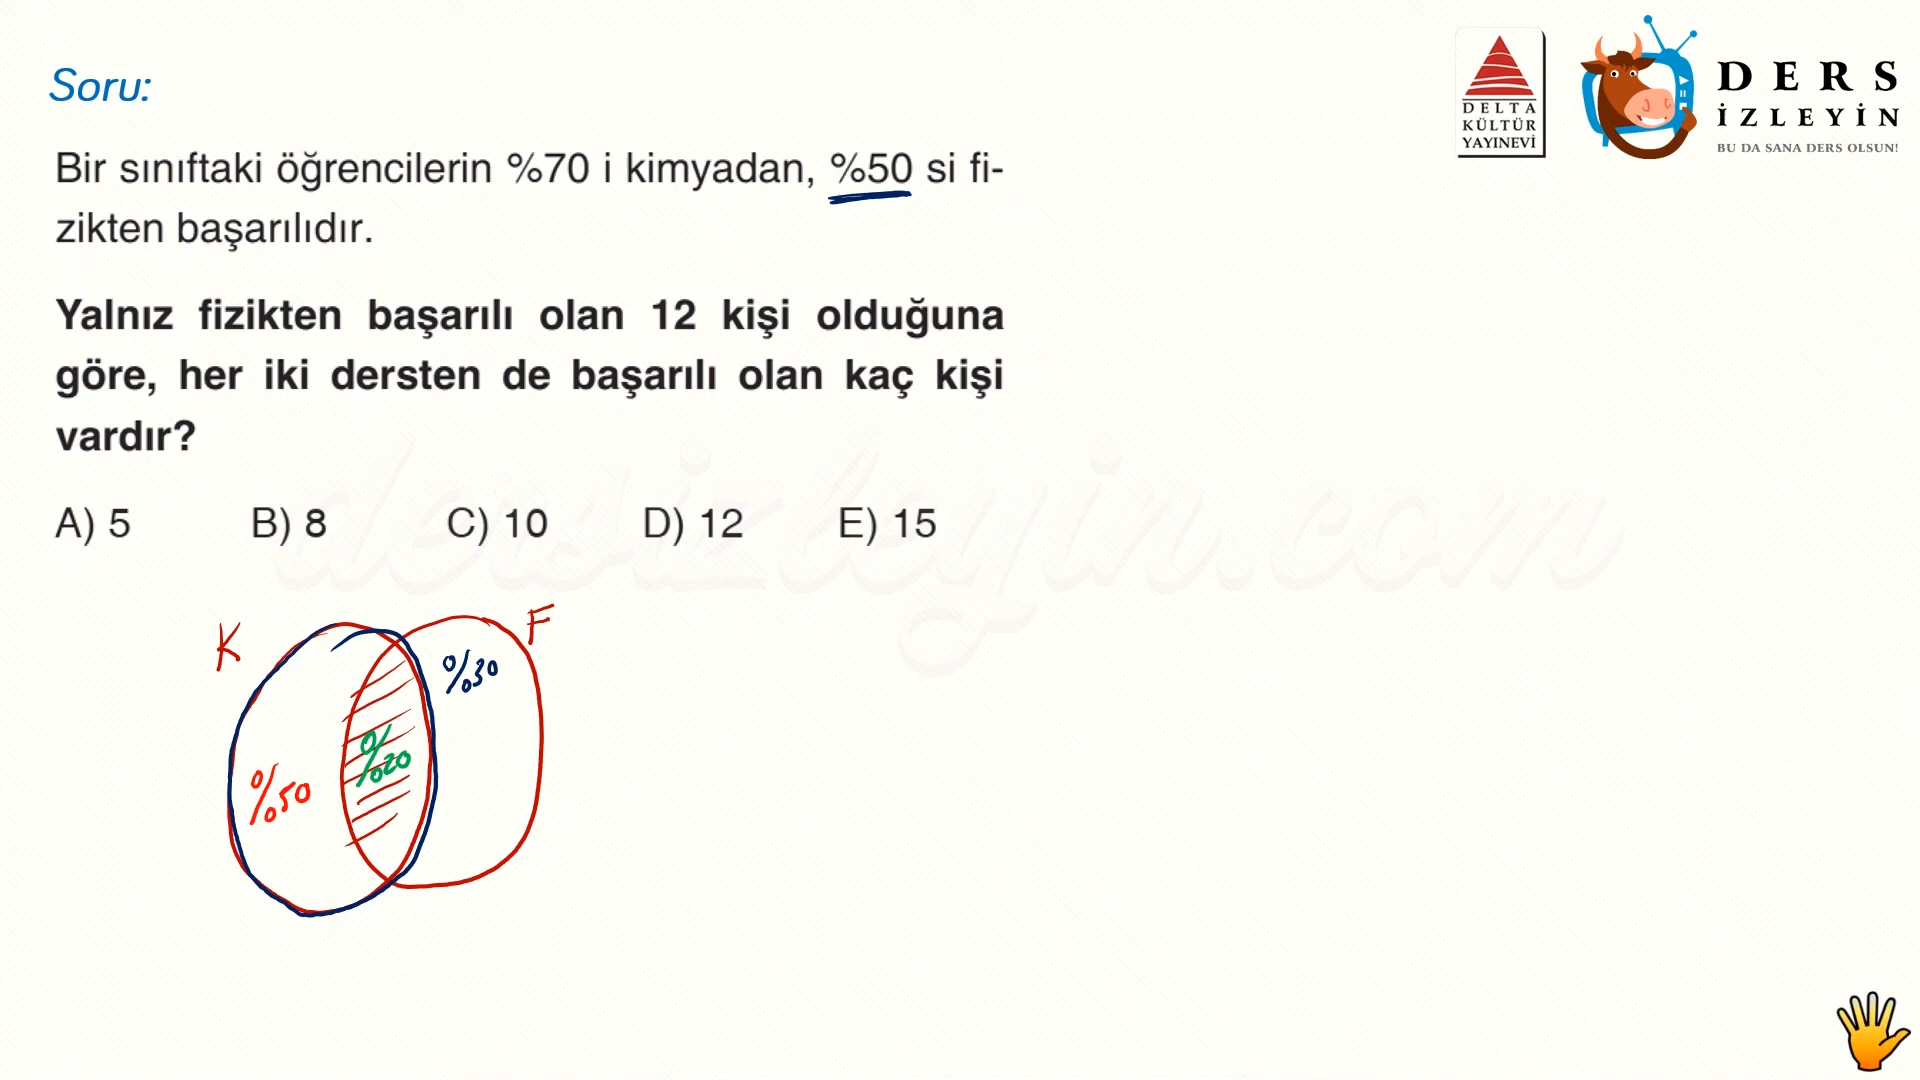 Soru:
Bir sınıftaki öğrencilerin %70 i kimyadan, %50 si fi-
zikten başarılıdır.
Yalnız fizikten başarılı olan 12 kişi olduğuna
göre, her iki dersten de başarılı olan kaç kişi
vardır?
A) 5 B) 8 C) 10 D) 12 E) 15
K F
%30
%20
%50
DELTA
KÜLTÜR
YAYINEVİ
DERS
İZLEYİN
BU DA SANA DERS OLSUN!
dersizleyin.com